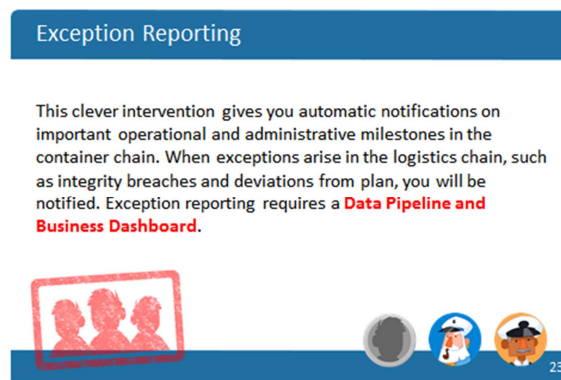 Exception Reporting
This clever intervention gives you automatic notifications on
important operational and administrative milestones in the
container chain. When exceptions arise in the logistics chain, such
as integrity breaches and deviations from plan, you will be
notified. Exception reporting requires a Data Pipeline and
Business Dashboard.
23